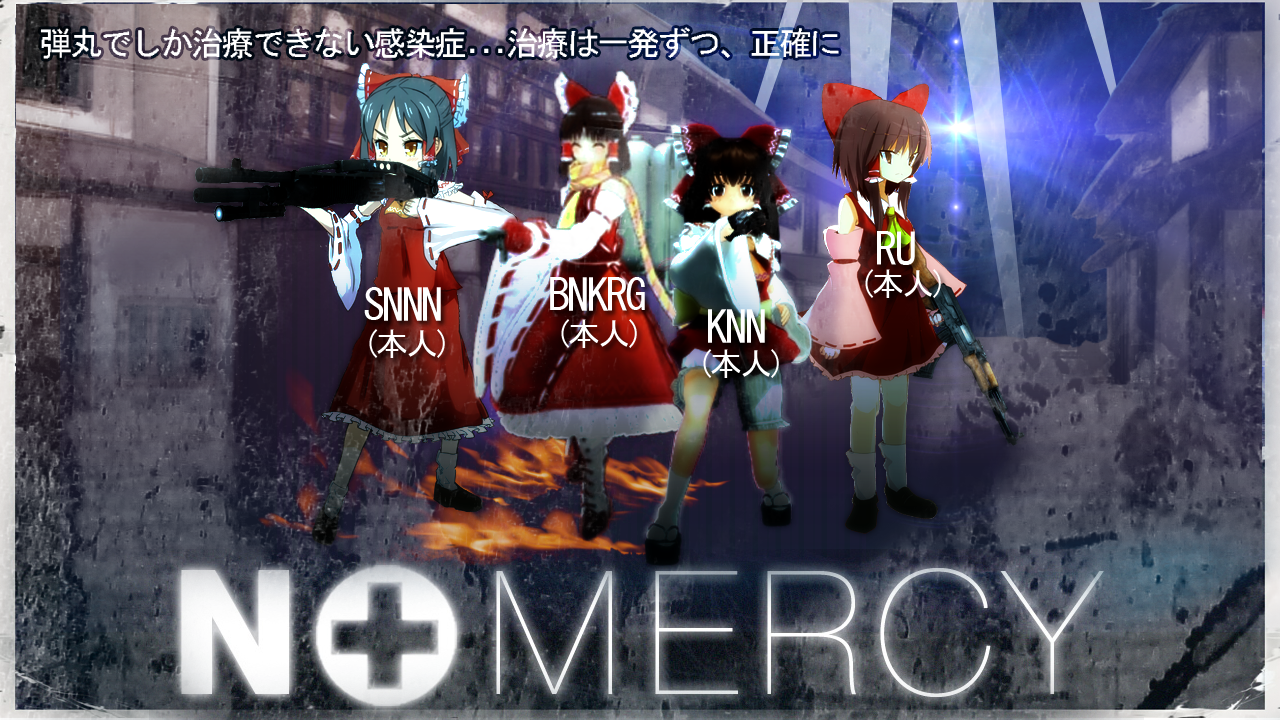 弾丸でしか治療できない感染症...治療は一発ずつ、正確に
SNNN
(本人)
BNKRG
(本人)
KNN
(本人)
RU
(本人)
NO MERCY